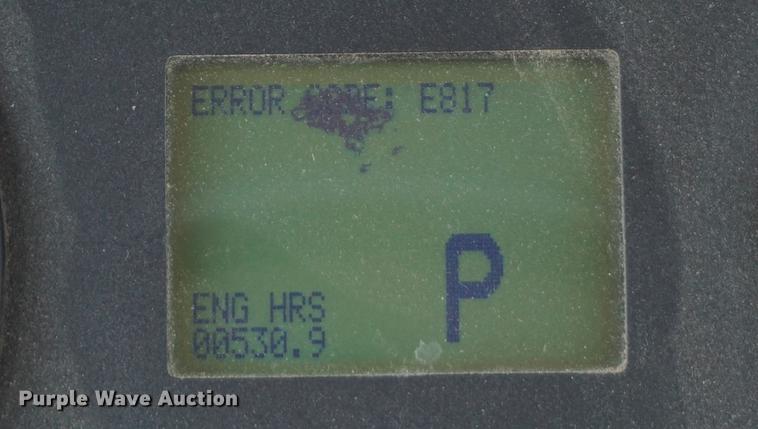 ERROR CODE: E817
P
ENG HRS
00530.9
Purple Wave Auction